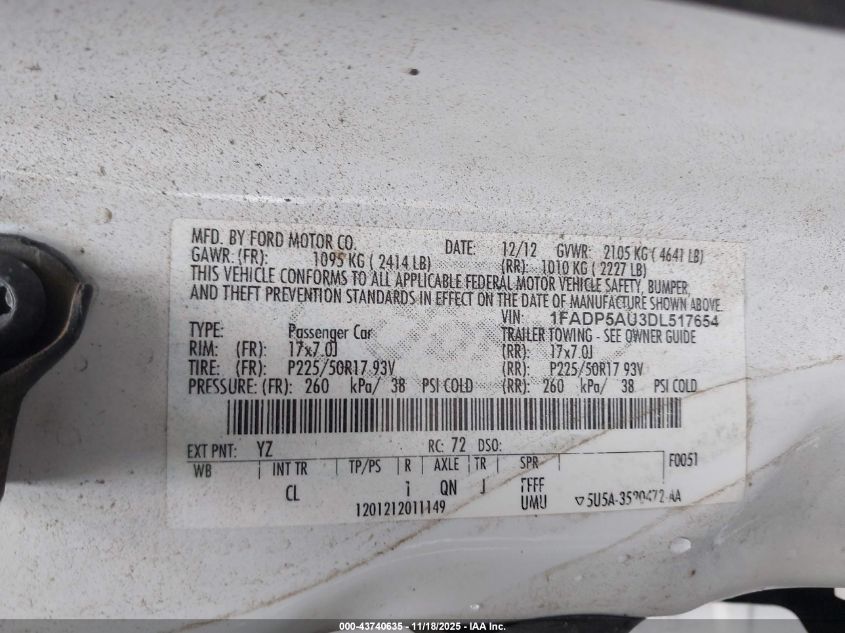 MFD. BY FORD MOTOR CO. DATE: 12/12 GVWR: 2105 KG ( 4641 LB)
GAWR: (FR): 1095 KG ( 2414 LB) (RR): 1010 KG ( 2227 LB)
THIS VEHICLE CONFORMS TO ALL APPLICABLE FEDERAL MOTOR VEHICLE SAFETY, BUMPER,
AND THEFT PREVENTION STANDARDS IN EFFECT ON THE DATE OF MANUFACTURE SHOWN ABOVE.
VIN: 1FADP5AU3DL517654
TYPE: Passenger Car TRAILER TOWING - SEE OWNER GUIDE
RIM: (FR): 17x7.0J (RR): 17x7.0J
TIRE: (FR): P225/50R17 93V (RR): P225/50R17 93V
PRESSURE: (FR): 260 kPa/ 38 PSI COLD (RR): 260 kPa/ 38 PSI COLD
EXT PNT: YZ RC: 72 DSO:
WB INT TR TP/PS R AXLE TR SPR F0051
CL QN J FFFF
1201212011149 UMU ▽ 5U5A-3520472-AA
000-43740635 - 11/18/2025 - IAA Inc.